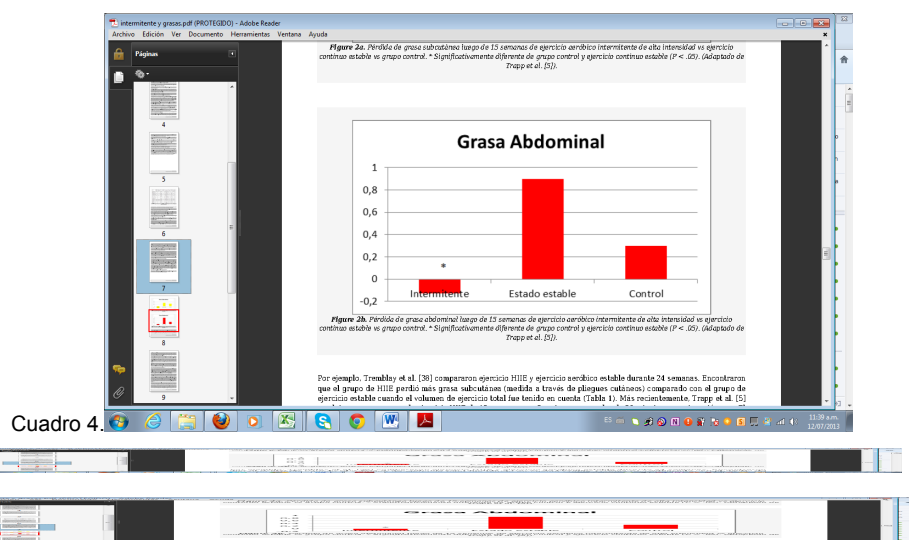 intermitente y grasas.pdf (PROTEGIDO) - Adobe Reader
Archivo Edición Ver Documento Herramientas Ventana Ayuda
Páginas
4
5
6
7
8
9
Figure 2a. Pérdida de grasa subcutánea luego de 15 semanas de ejercicio aeróbico intermitente de alta intensidad vs ejercicio
continuo estable vs grupo control. * Significativamente diferente de grupo control y ejercicio continuo estable (P < .05). (Adaptado de
Trapp et al. [5]).
Grasa Abdominal
1
0,8
0,6
0,4
0,2
0
-0,2
*
Intermitente Estado estable Control
Figure 2b. Pérdida de grasa abdominal luego de 15 semanas de ejercicio aeróbico intermitente de alta intensidad vs ejercicio
continuo estable vs grupo control. * Significativamente diferente de grupo control y ejercicio continuo estable (P < .05). (Adaptado de
Trapp et al. [5]).
Por ejemplo, Tremblay et al. [38] compararon ejercicio HIIE y ejercicio aeróbico estable durante 24 semanas. Encontraron
que el grupo de HIIE perdió más grasa subcutánea (medida a través de pliegues cutáneos) comparado con el grupo de
ejercicio estable cuando el volumen de ejercicio total fue tenido en cuenta (Tabla 1). Más recientemente, Trapp et al. [5]
Cuadro 4.
ES
11:39 a.m.
12/07/2013